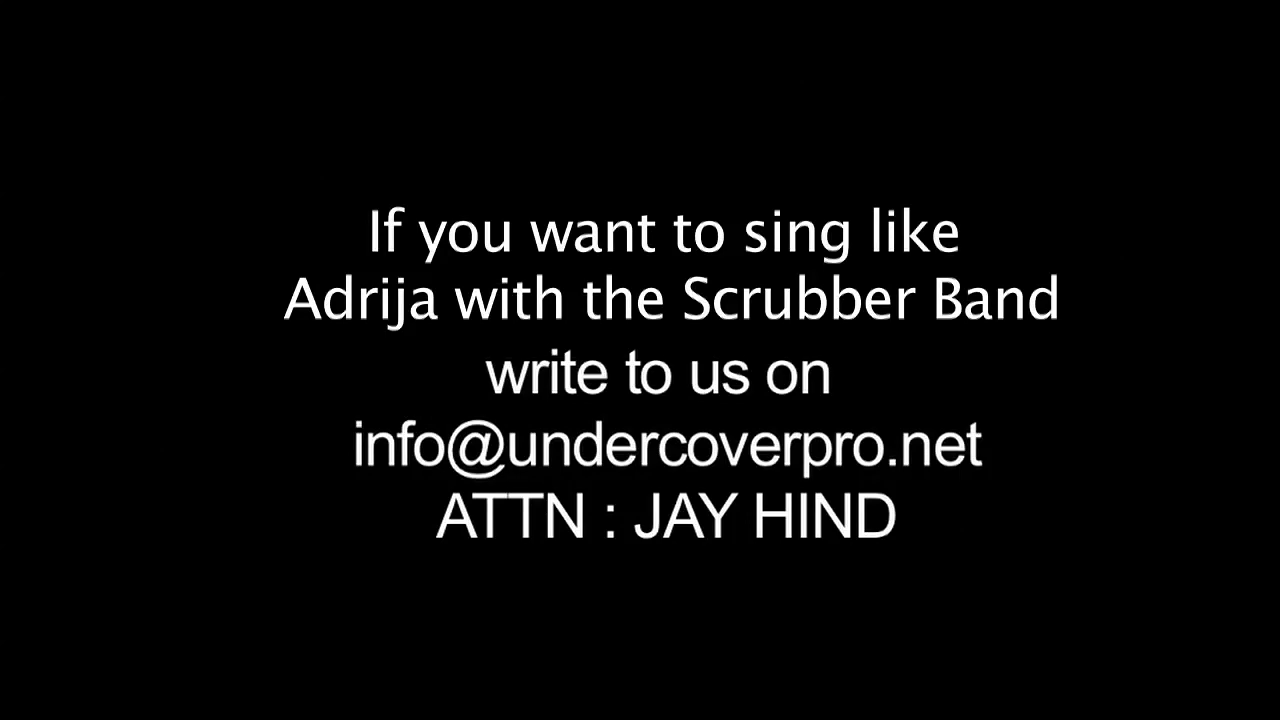 If you want to sing like
Adrija with the Scrubber Band
write to us on
info@undercoverpro.net
ATTN : JAY HIND